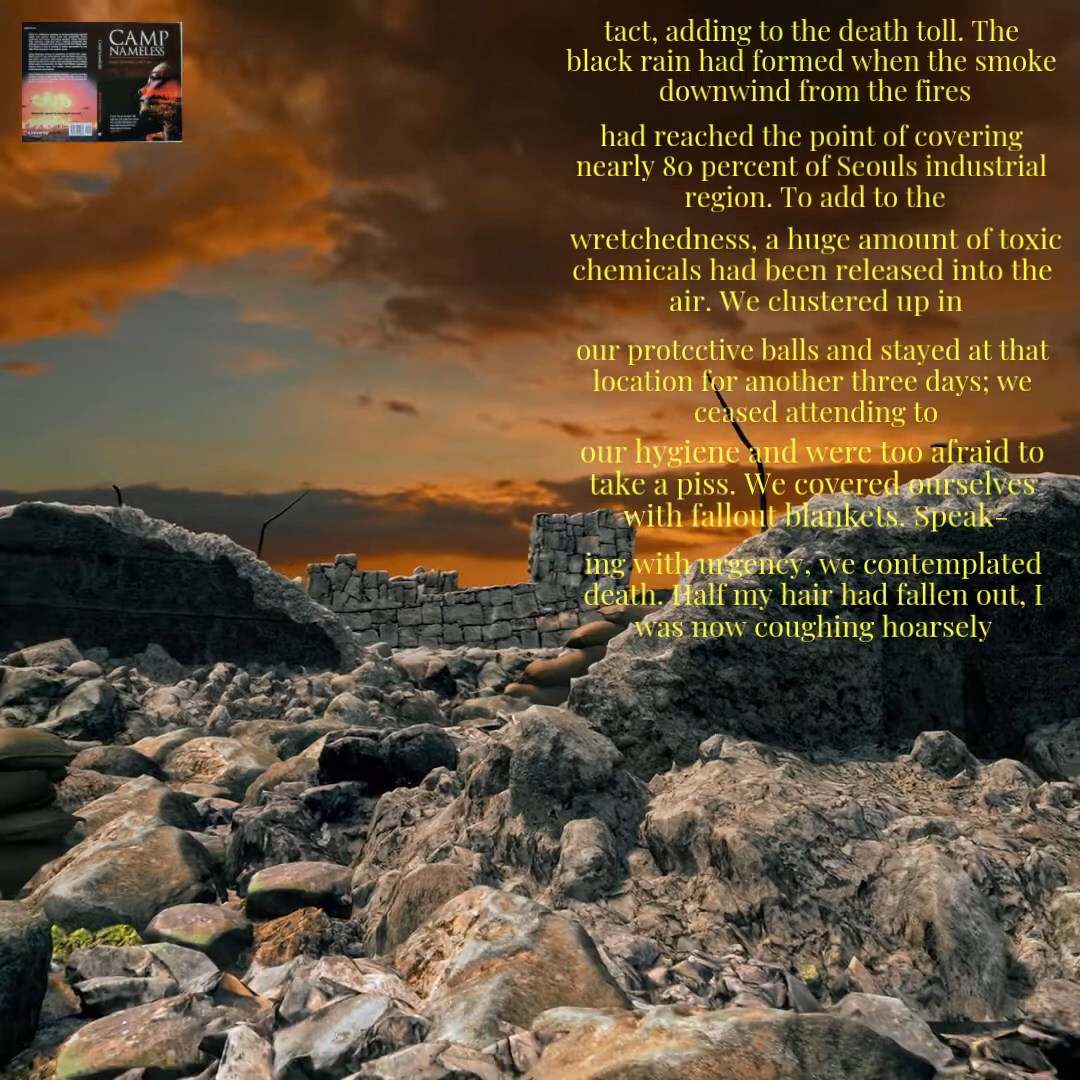 CAMP
NAMELESS
tact, adding to the death toll. The
black rain had formed when the smoke
downwind from the fires
had reached the point of covering
nearly 80 percent of Seouls industrial
region. To add to the
wretchedness, a huge amount of toxic
chemicals had been released into the
air. We clustered up in
our protcctive balls and stayed at that
location for another three days; we
ceased attending to
our hygiene and were too afraid to
take a piss. We covered ourselves
with fallout blankets. Speak-
ing with urgency, we contemplated
death. Half my hair had fallen out, I
was now coughing hoarsely